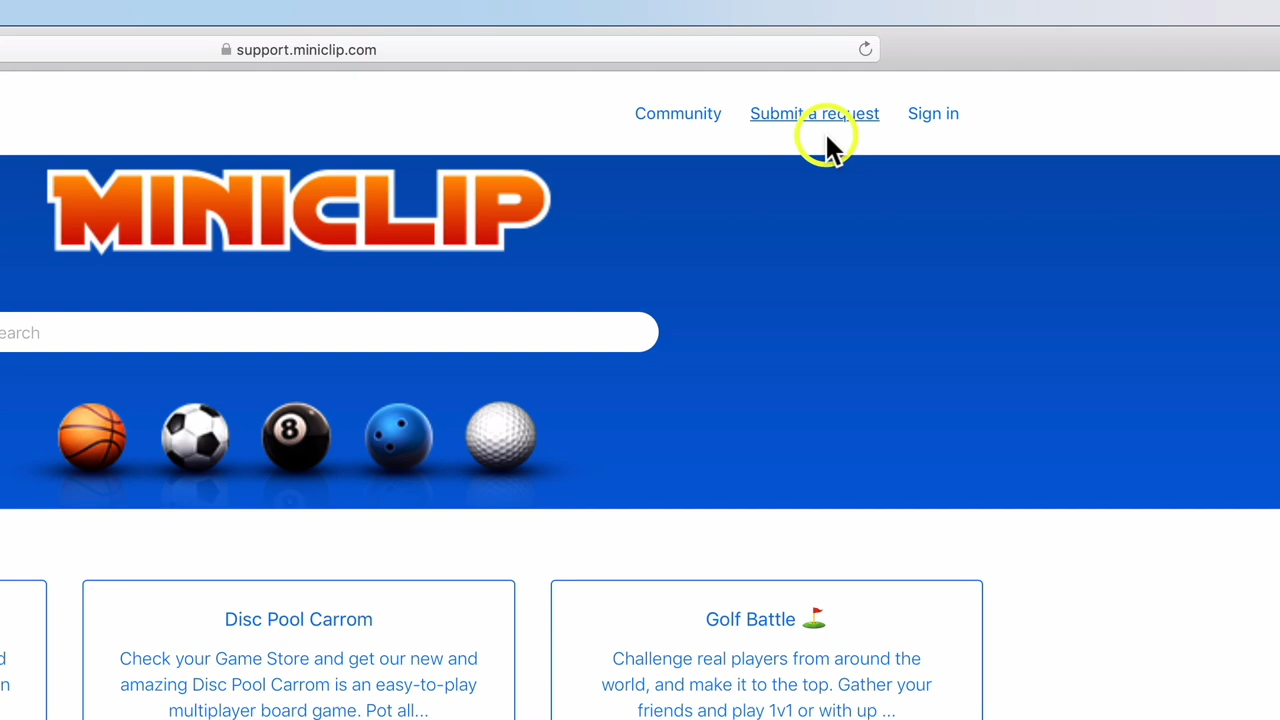 support.miniclip.com
Community
Submit a request
Sign in
MINICLIP
earch
8
Disc Pool Carrom
Check your Game Store and get our new and
amazing Disc Pool Carrom is an easy-to-play
multiplayer board game. Pot all...
Golf Battle ⛳
Challenge real players from around the
world, and make it to the top. Gather your
friends and play 1v1 or with up ...
d
n